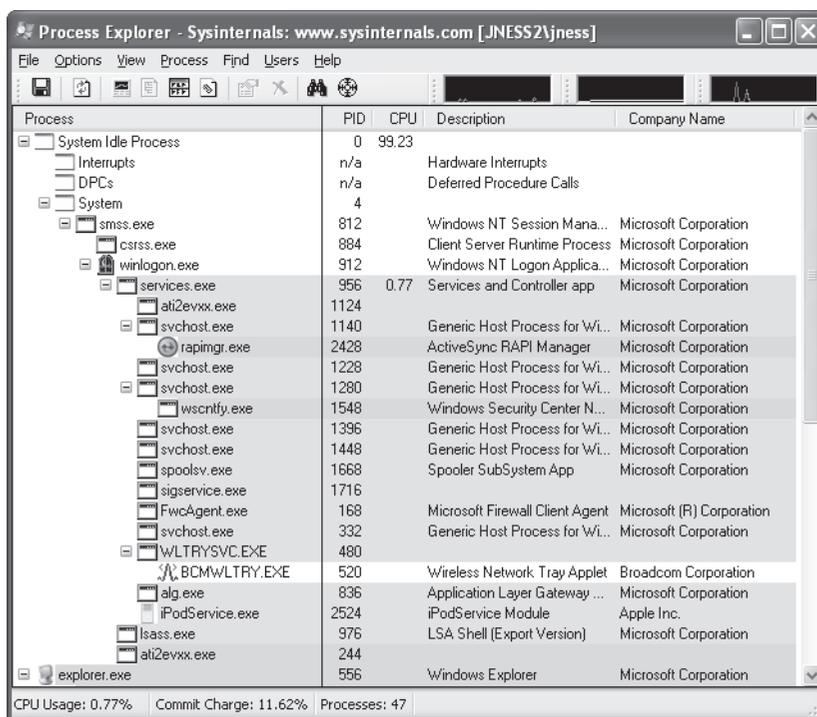 Process Explorer - Sysinternals: www.sysinternals.com [JNESS2\jness]
File Options View Process Find Users Help
Process PID CPU Description Company Name
System Idle Process 0 99.23
Interrupts n/a Hardware Interrupts
DPCs n/a Deferred Procedure Calls
System 4
smss.exe 812 Windows NT Session Mana... Microsoft Corporation
csrss.exe 884 Client Server Runtime Process Microsoft Corporation
winlogon.exe 912 Windows NT Logon Applica... Microsoft Corporation
services.exe 956 0.77 Services and Controller app Microsoft Corporation
ati2evxx.exe 1124
svchost.exe 1140 Generic Host Process for Wi... Microsoft Corporation
rapimgr.exe 2428 ActiveSync RAPI Manager Microsoft Corporation
svchost.exe 1228 Generic Host Process for Wi... Microsoft Corporation
svchost.exe 1280 Generic Host Process for Wi... Microsoft Corporation
wscntfy.exe 1548 Windows Security Center N... Microsoft Corporation
svchost.exe 1396 Generic Host Process for Wi... Microsoft Corporation
svchost.exe 1448 Generic Host Process for Wi... Microsoft Corporation
spoolsv.exe 1668 Spooler SubSystem App Microsoft Corporation
sigservice.exe 1716
FwcAgent.exe 168 Microsoft Firewall Client Agent Microsoft (R) Corporation
svchost.exe 332 Generic Host Process for Wi... Microsoft Corporation
WLTRYSVC.EXE 480
BCMWLTRY.EXE 520 Wireless Network Tray Applet Broadcom Corporation
alg.exe 836 Application Layer Gateway ... Microsoft Corporation
iPodService.exe 2524 iPodService Module Apple Inc.
lsass.exe 976 LSA Shell (Export Version) Microsoft Corporation
ati2evxx.exe 244
explorer.exe 556 Windows Explorer Microsoft Corporation
CPU Usage: 0.77% Commit Charge: 11.62% Processes: 47